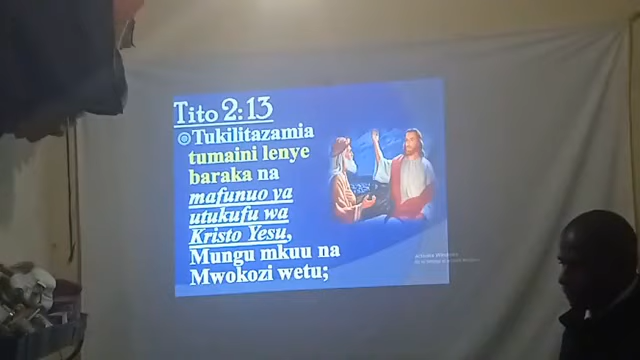 Tito 2:13
Tukilitazamia
tumaini lenye
baraka na
mafunuo ya
utukufu wa
Kristo Yesu,
Mungu mkuu na
Mwokozi wetu;